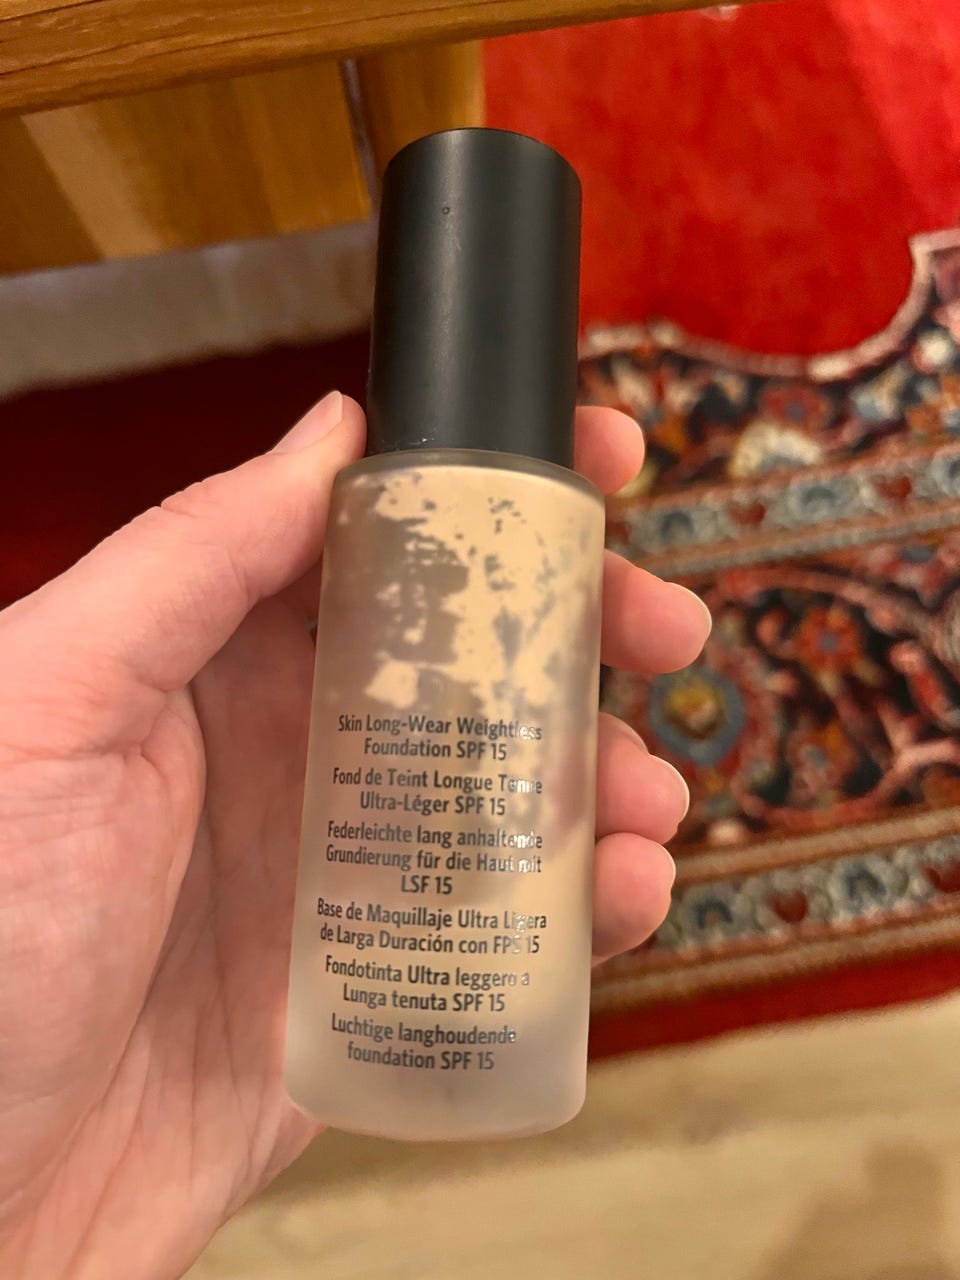 Skin Long-Wear Weightless
Foundation SPF 15
Fond de Teint Longue Tenue
Ultra-Léger SPF 15
Federleichte lang anhaltende
Grundierung für die Haut mit
LSF 15
Base de Maquillaje Ultra Ligera
de Larga Duración con FPS 15
Fondotinta Ultra leggero a
Lunga tenuta SPF 15
Luchtige langhoudende
foundation SPF 15